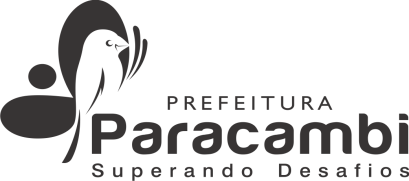 PREFEITURA
Paracambi
Superando Desafios